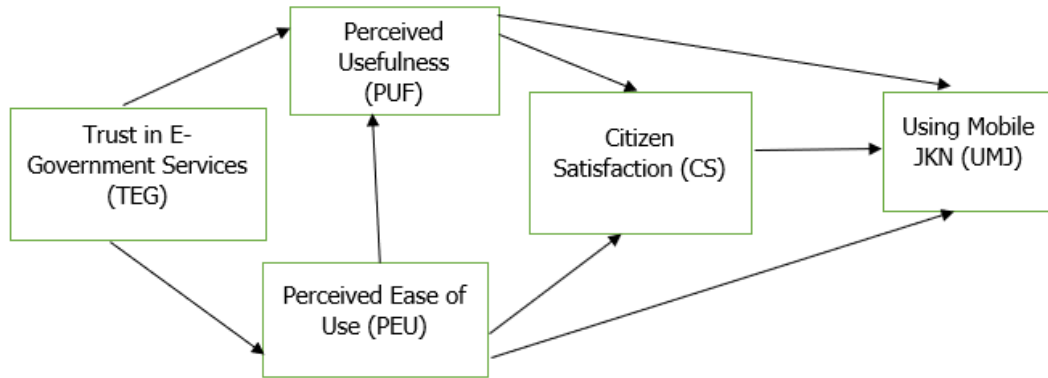 Perceived
Usefulness
(PUF)
Trust in E-
Government Services
(TEG)
Citizen
Satisfaction (CS)
Using Mobile
JKN (UMJ)
Perceived Ease of
Use (PEU)